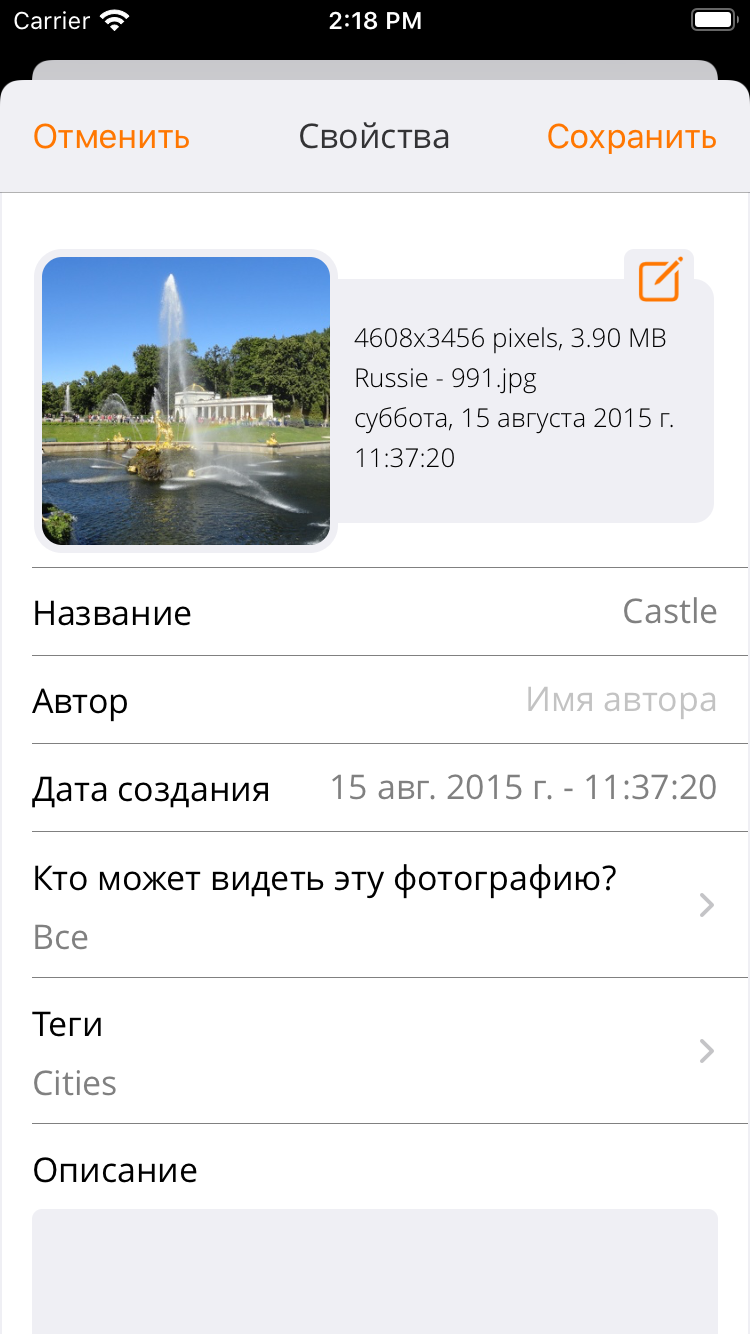 Carrier 2:18 PM
Отменить Свойства Сохранить
4608x3456 pixels, 3.90 MB
Russie - 991.jpg
суббота, 15 августа 2015 г.
11:37:20
Название Castle
Автор Имя автора
Дата создания 15 авг. 2015 г. - 11:37:20
Кто может видеть эту фотографию?
Все
Теги
Cities
Описание